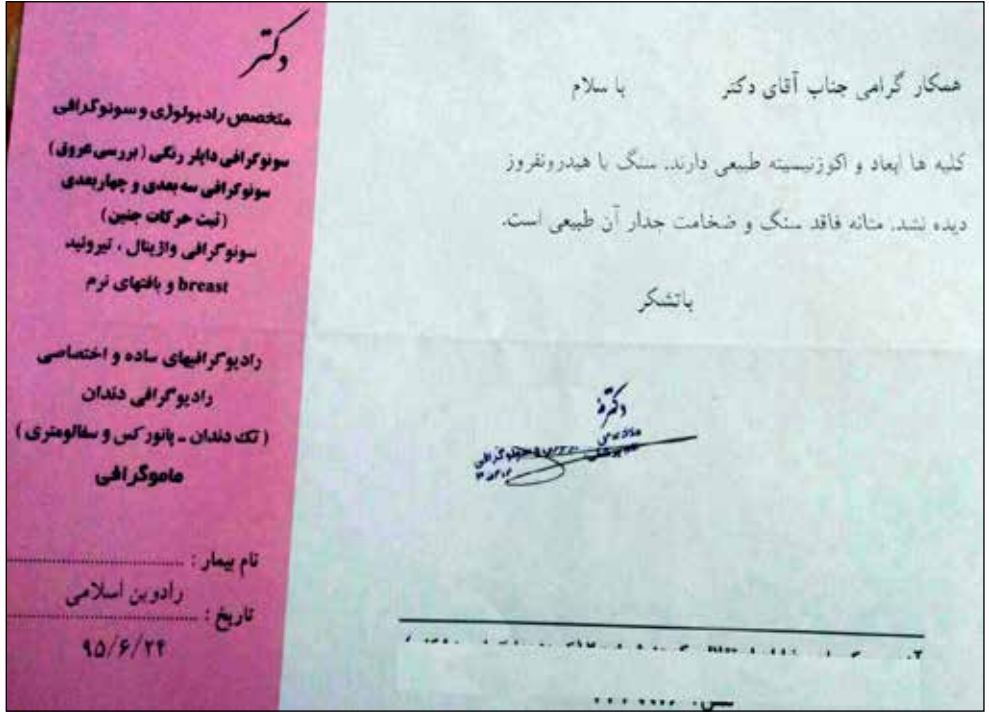 دکتر
متخصص رادیولوژی و سونوگرافی
سونوگرافی داپلر رنگی (بررسی عروق)
سونوگرافی سه بعدی و چهاربعدی
(ثبت حرکات جنین)
سونوگرافی واژینال ، تیروئید
breast و بافتهای نرم
رادیوگرافیهای ساده و اختصاصی
رادیوگرافی دندان
(تک دندان ـ پانورکس و سفالومتری)
ماموگرافی
نام بیمار :
رادوین اسلامی
تاریخ :
۹۵/۶/۲۴
همکار گرامی جناب آقای دکتر با سلام
کلیه ها ابعاد و اکوژنیسیته طبیعی دارند. سنگ یا هیدرونفروز
دیده نشد. مثانه فاقد سنگ و ضخامت جدار آن طبیعی است.
باتشکر
دکتر